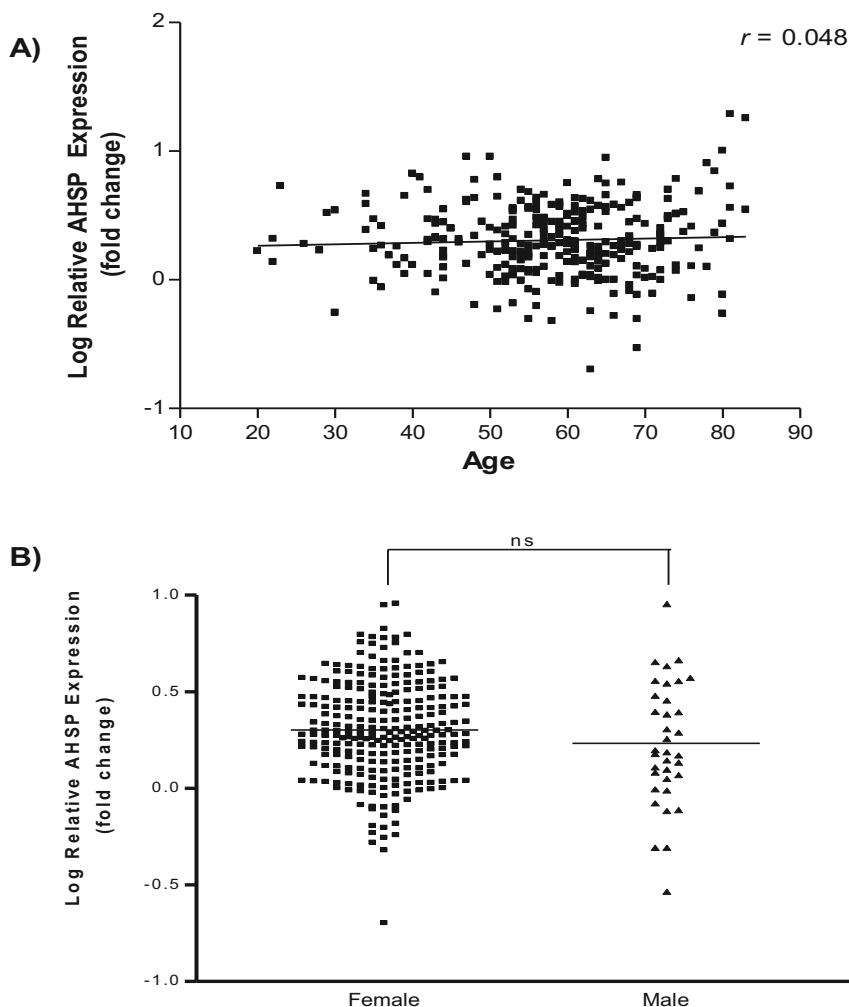 A)
r = 0.048
Log Relative AHSP Expression
(fold change)
2
1
0
-1
10 20 30 40 50 60 70 80 90
Age
B)
ns
Log Relative AHSP Expression
(fold change)
1.0
0.5
0.0
-0.5
-1.0
Female Male